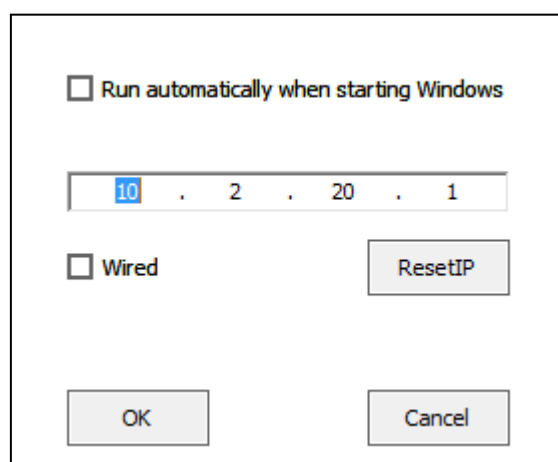 Run automatically when starting Windows
10 . 2 . 20 . 1
Wired ResetIP
OK Cancel